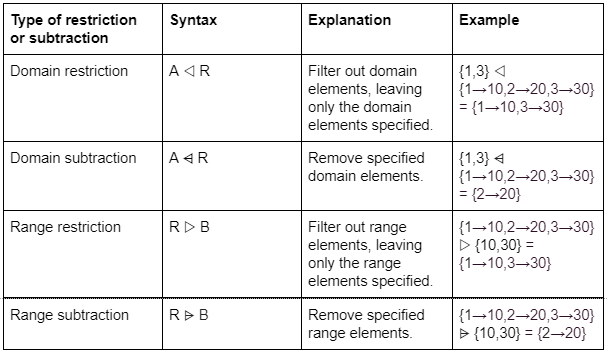 Type of restriction or subtraction	Syntax	Explanation	Example
Domain restriction	A ◁ R	Filter out domain elements, leaving only the domain elements specified.	{1,3} ◁ {1→10,2→20,3→30} = {1→10,3→30}
Domain subtraction	A ⩤ R	Remove specified domain elements.	{1,3} ⩤ {1→10,2→20,3→30} = {2→20}
Range restriction	R ▷ B	Filter out range elements, leaving only the range elements specified.	{1→10,2→20,3→30} ▷ {10,30} = {1→10,3→30}
Range subtraction	R ⩥ B	Remove specified range elements.	{1→10,2→20,3→30} ⩥ {10,30} = {2→20}